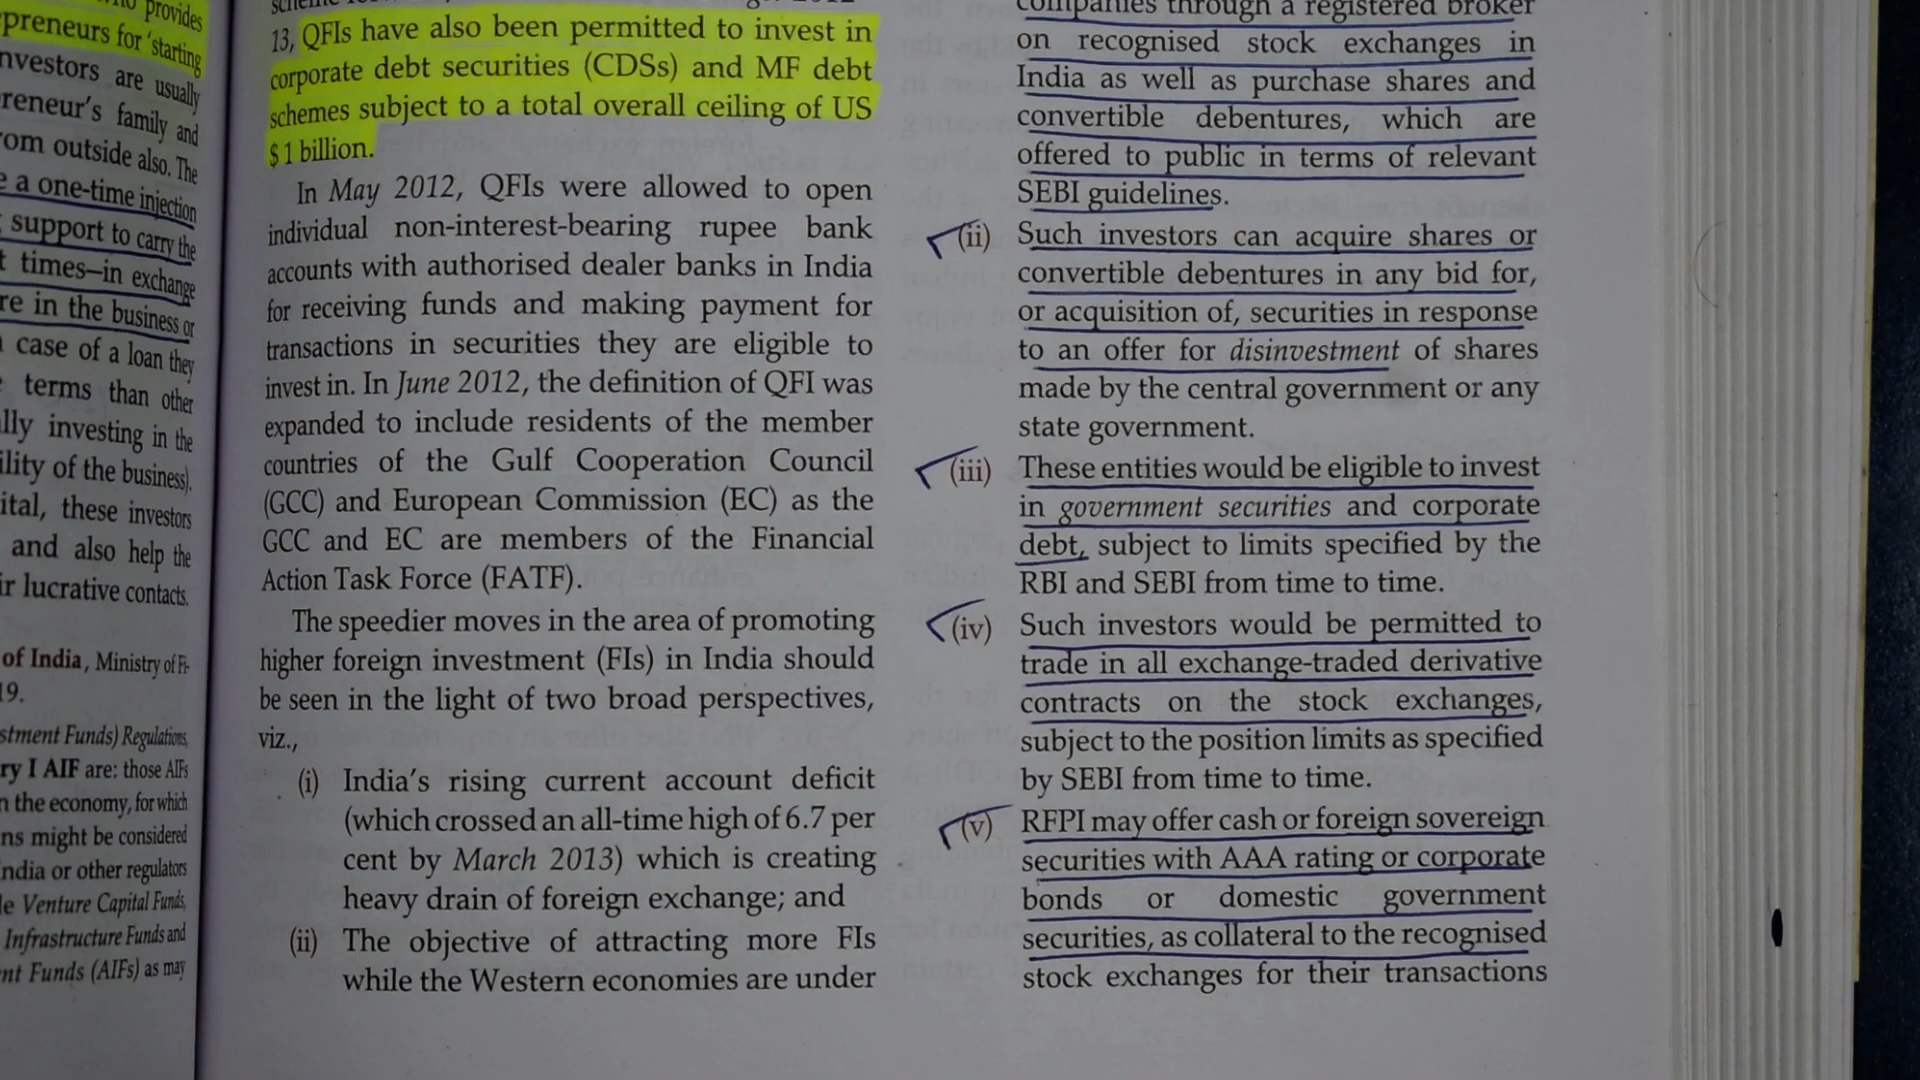 provides
preneurs for 'starting
nvestors are usually
reneur's family and
rom outside also. The
e a one-time injection
support to carry the
t times—in exchange
re in the business or
case of a loan they
terms than other
lly investing in the
ility of the business).
ital, these investors
and also help the
ir lucrative contacts.
of India, Ministry of Fi-
19.
stment Funds) Regulations,
ry I AIF are: those AIFs
n the economy, for which
ns might be considered
ndia or other regulators
le Venture Capital Funds,
Infrastructure Funds and
nt Funds (AIFs) as may
13, QFIs have also been permitted to invest in
corporate debt securities (CDSs) and MF debt
schemes subject to a total overall ceiling of US
$ 1 billion.
In May 2012, QFIs were allowed to open
individual non-interest-bearing rupee bank
accounts with authorised dealer banks in India
for receiving funds and making payment for
transactions in securities they are eligible to
invest in. In June 2012, the definition of QFI was
expanded to include residents of the member
countries of the Gulf Cooperation Council
(GCC) and European Commission (EC) as the
GCC and EC are members of the Financial
Action Task Force (FATF).
The speedier moves in the area of promoting
higher foreign investment (FIs) in India should
be seen in the light of two broad perspectives,
viz.,
(i) India's rising current account deficit
(which crossed an all-time high of 6.7 per
cent by March 2013) which is creating
heavy drain of foreign exchange; and
(ii) The objective of attracting more FIs
while the Western economies are under
companies through a registered broker
on recognised stock exchanges in
India as well as purchase shares and
convertible debentures, which are
offered to public in terms of relevant
SEBI guidelines.
(ii) Such investors can acquire shares or
convertible debentures in any bid for,
or acquisition of, securities in response
to an offer for disinvestment of shares
made by the central government or any
state government.
(iii) These entities would be eligible to invest
in government securities and corporate
debt, subject to limits specified by the
RBI and SEBI from time to time.
(iv) Such investors would be permitted to
trade in all exchange-traded derivative
contracts on the stock exchanges,
subject to the position limits as specified
by SEBI from time to time.
(v) RFPI may offer cash or foreign sovereign
securities with AAA rating or corporate
bonds or domestic government
securities, as collateral to the recognised
stock exchanges for their transactions